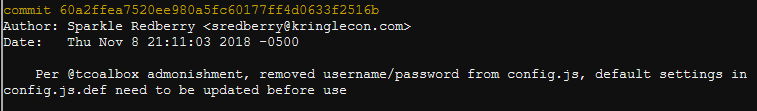 commit 60a2ffea7520ee980a5fc60177ff4d0633f2516b
Author: Sparkle Redberry <sredberry@kringlecon.com>
Date:   Thu Nov 8 21:11:03 2018 -0500
Per @tcoalbox admonishment, removed username/password from config.js, default settings in
config.js.def need to be updated before use